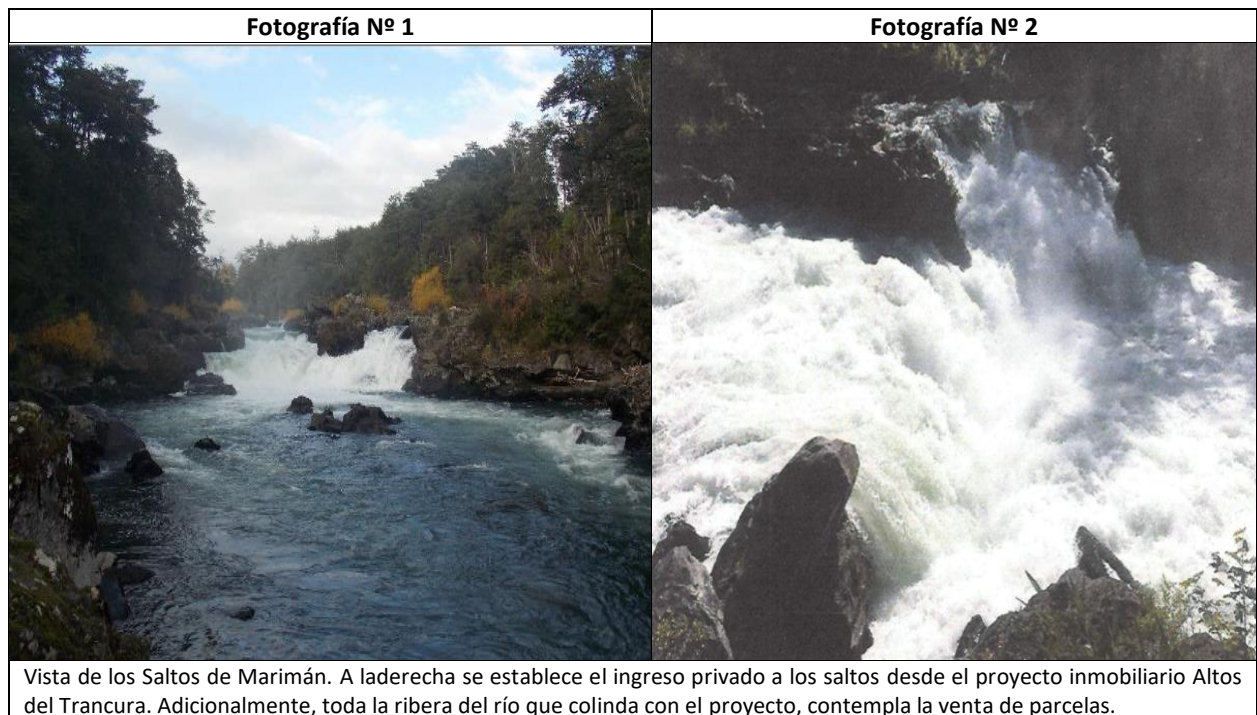 Fotografía Nº 1
Fotografía Nº 2
Vista de los Saltos de Marimán. A laderecha se establece el ingreso privado a los saltos desde el proyecto inmobiliario Altos
del Trancura. Adicionalmente, toda la ribera del río que colinda con el proyecto, contempla la venta de parcelas.